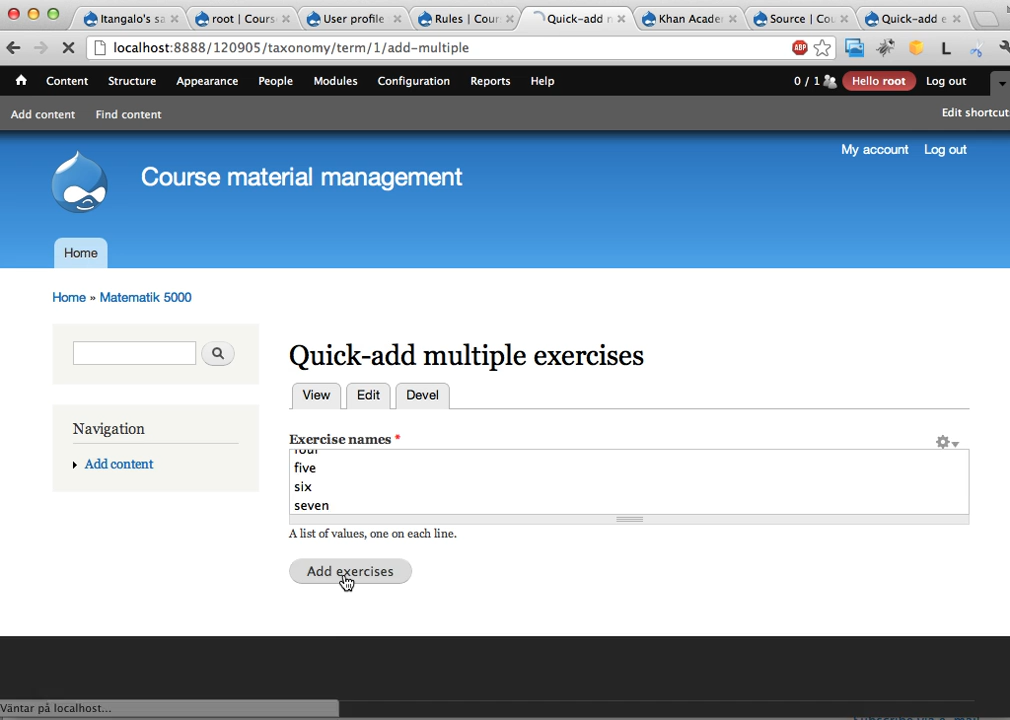 Itangalo's sa
root | Cours
User profile
Rules | Cour
Quick-add n
Khan Acade
Source | Cou
Quick-add e
localhost:8888/120905/taxonomy/term/1/add-multiple
ABP
L
Content Structure Appearance People Modules Configuration Reports Help
0 / 1 Hello root Log out
Add content Find content
Edit shortcut
My account Log out
Course material management
Home
Home » Matematik 5000
Quick-add multiple exercises
View Edit Devel
Navigation
Add content
Exercise names *
four
five
six
seven
A list of values, one on each line.
Add exercises
Väntar på localhost...